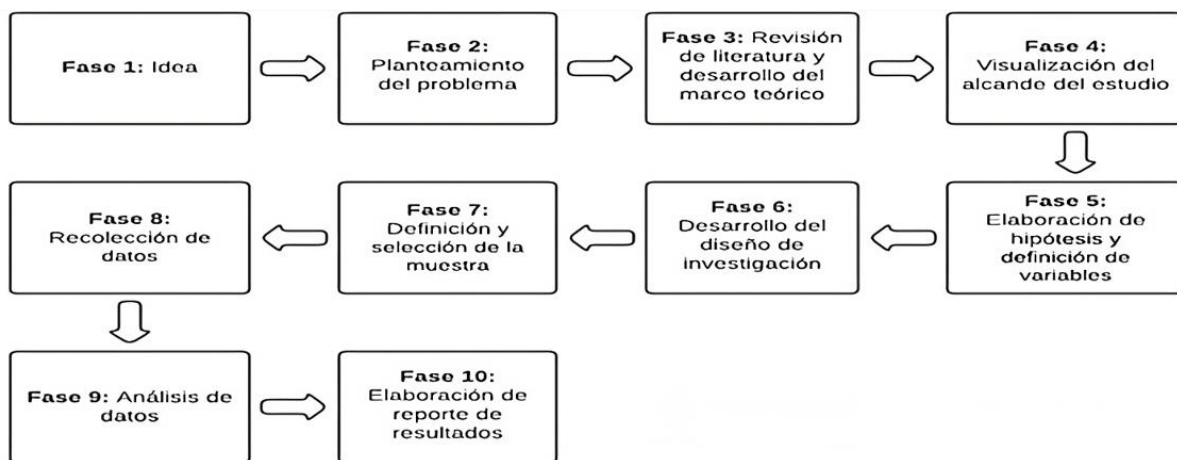 Fase 1: Idea
Fase 2:
Planteamiento
del problema
Fase 3: Revisión
de literatura y
desarrollo del
marco teórico
Fase 4:
Visualización del
alcande del estudio
Fase 5:
Elaboración de
hipótesis y
definición de
variables
Fase 6:
Desarrollo del
diseño de
investigación
Fase 7:
Definición y
selección de la
muestra
Fase 8:
Recolección de
datos
Fase 9: Análisis de
datos
Fase 10:
Elaboración de
reporte de
resultados